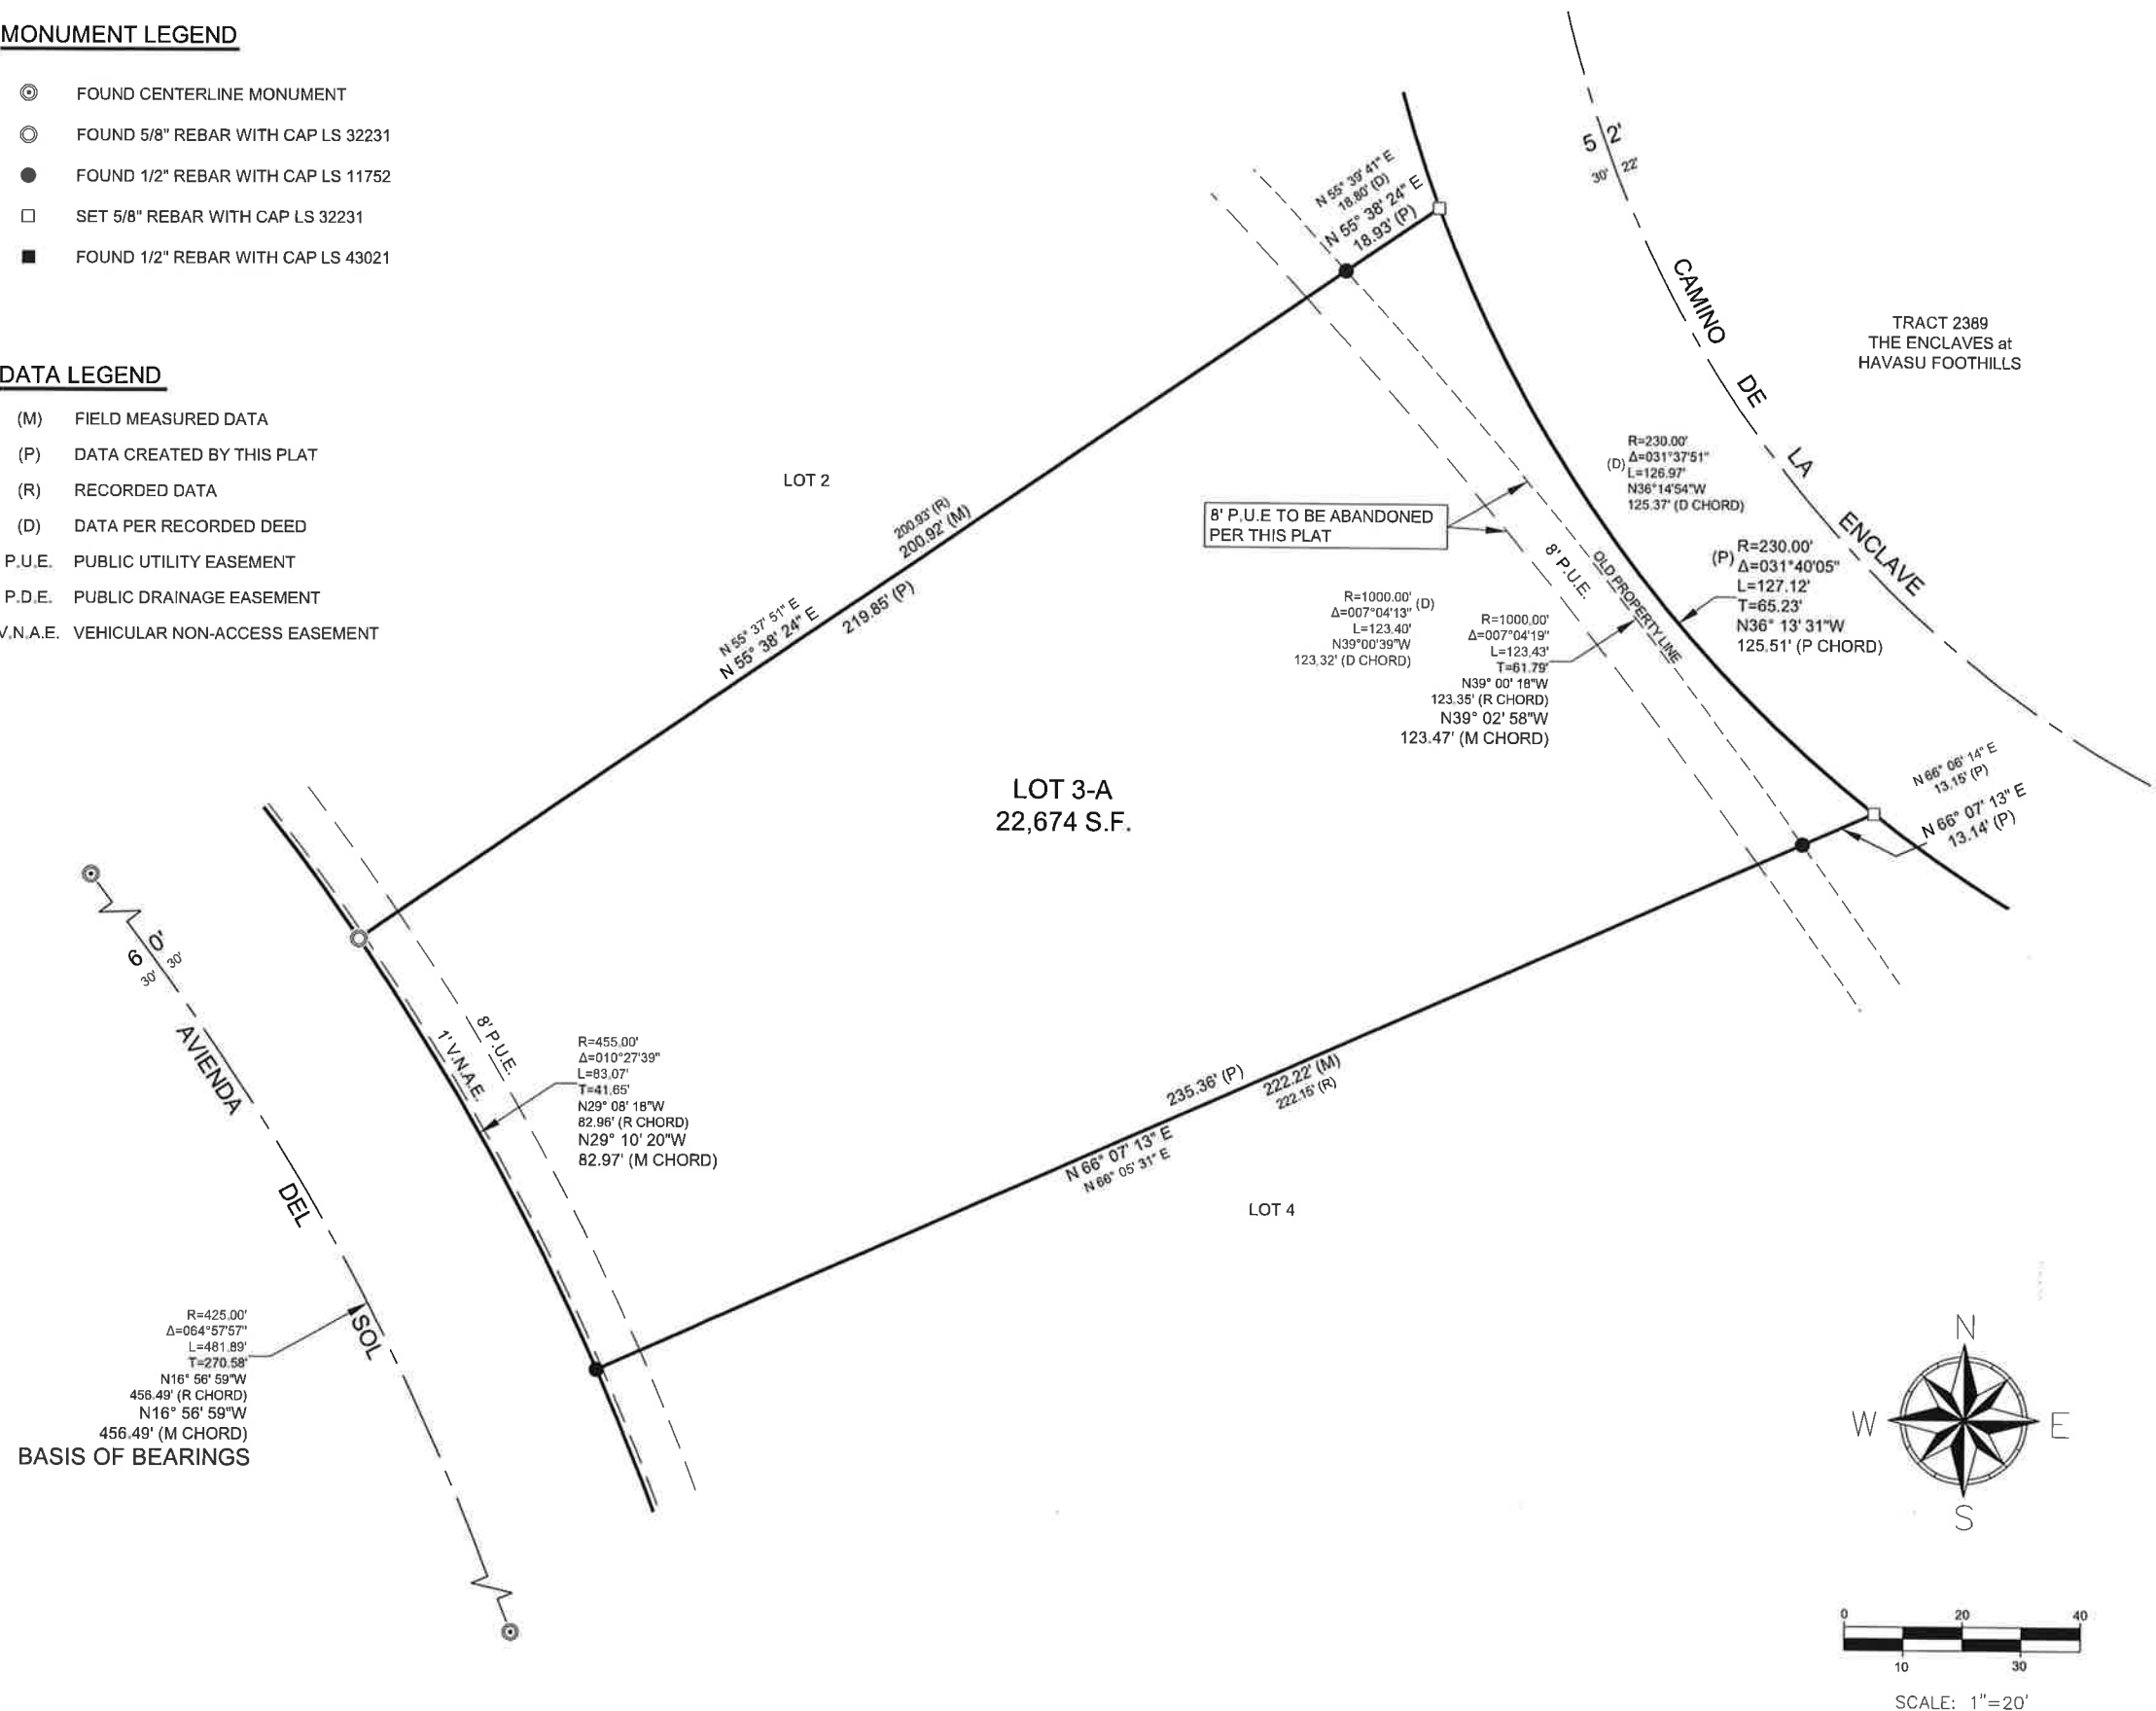 MONUMENT LEGEND
FOUND CENTERLINE MONUMENT
FOUND 5/8" REBAR WITH CAP LS 32231
FOUND 1/2" REBAR WITH CAP LS 11752
SET 5/8" REBAR WITH CAP LS 32231
FOUND 1/2" REBAR WITH CAP LS 43021
DATA LEGEND
(M) FIELD MEASURED DATA
(P) DATA CREATED BY THIS PLAT
(R) RECORDED DATA
(D) DATA PER RECORDED DEED
P.U.E. PUBLIC UTILITY EASEMENT
P.D.E. PUBLIC DRAINAGE EASEMENT
V.N.A.E. VEHICULAR NON-ACCESS EASEMENT
N 55° 39' 41" E
18.80' (D)
N 55° 38' 24" E
18.93' (P)
5 2'
30' 22'
CAMINO DE LA ENCLAVE
TRACT 2389
THE ENCLAVES at
HAVASU FOOTHILLS
LOT 2
200.93' (R)
200.92' (M)
N 55° 37' 51" E
N 55° 38' 24" E
219.85' (P)
8' P.U.E TO BE ABANDONED
PER THIS PLAT
8' P.U.E.
OLD PROPERTY LINE
R=230.00'
(D) Δ=031°37'51"
L=126.97'
N36°14'54"W
125.37' (D CHORD)
(P) R=230.00'
Δ=031°40'05"
L=127.12'
T=65.23'
N36° 13' 31"W
125.51' (P CHORD)
R=1000.00'
Δ=007°04'13" (D)
L=123.40'
N39°00'39"W
123.32' (D CHORD)
R=1000.00'
Δ=007°04'19"
L=123.43'
T=61.79'
N39° 00' 18"W
123.35' (R CHORD)
N39° 02' 58"W
123.47' (M CHORD)
LOT 3-A
22,674 S.F.
N 66° 06' 14" E
13.15' (P)
N 66° 07' 13" E
13.14' (P)
6 0'
30' 30'
AVIENDA DEL SOL
1' V.N.A.E.
8' P.U.E.
R=455.00'
Δ=010°27'39"
L=83.07'
T=41.65'
N29° 08' 18"W
82.96' (R CHORD)
N29° 10' 20"W
82.97' (M CHORD)
235.36' (P)
222.22' (M)
222.15' (R)
N 66° 07' 13" E
N 66° 05' 31" E
LOT 4
R=425.00'
Δ=064°57'57"
L=481.89'
T=270.58'
N16° 56' 59"W
456.49' (R CHORD)
N16° 56' 59"W
456.49' (M CHORD)
BASIS OF BEARINGS
N
W E
S
0 20 40
10 30
SCALE: 1"=20'